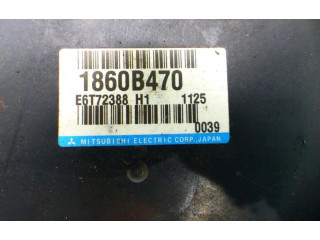 1860B470
E6T72388 H1 1125
0039
MITSUBISHI ELECTRIC CORP., JAPAN